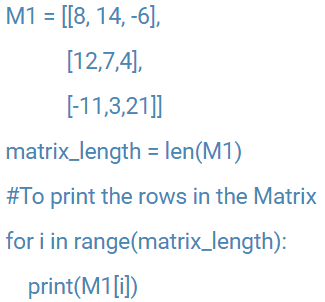 M1 = [[8, 14, -6],
[12,7,4],
[-11,3,21]]
matrix_length = len(M1)
#To print the rows in the Matrix
for i in range(matrix_length):
print(M1[i])